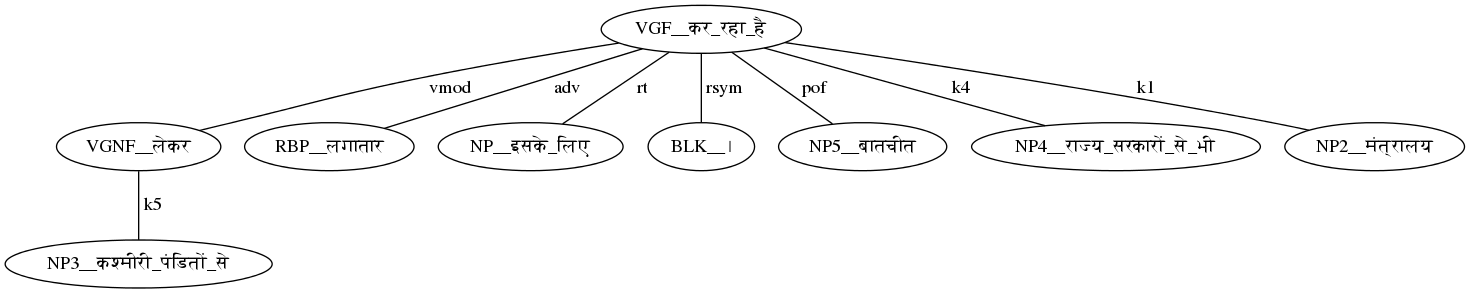 VGF__कर_रहा_है
vmod adv rt rsym pof k4 k1
VGNF__लेकर RBP__लगातार NP__इसके_लिए BLK__। NP5__बातचीत NP4__राज्य_सरकारों_से_भी NP2__मंत्रालय
k5
NP3__कश्मीरी_पंडितों_से